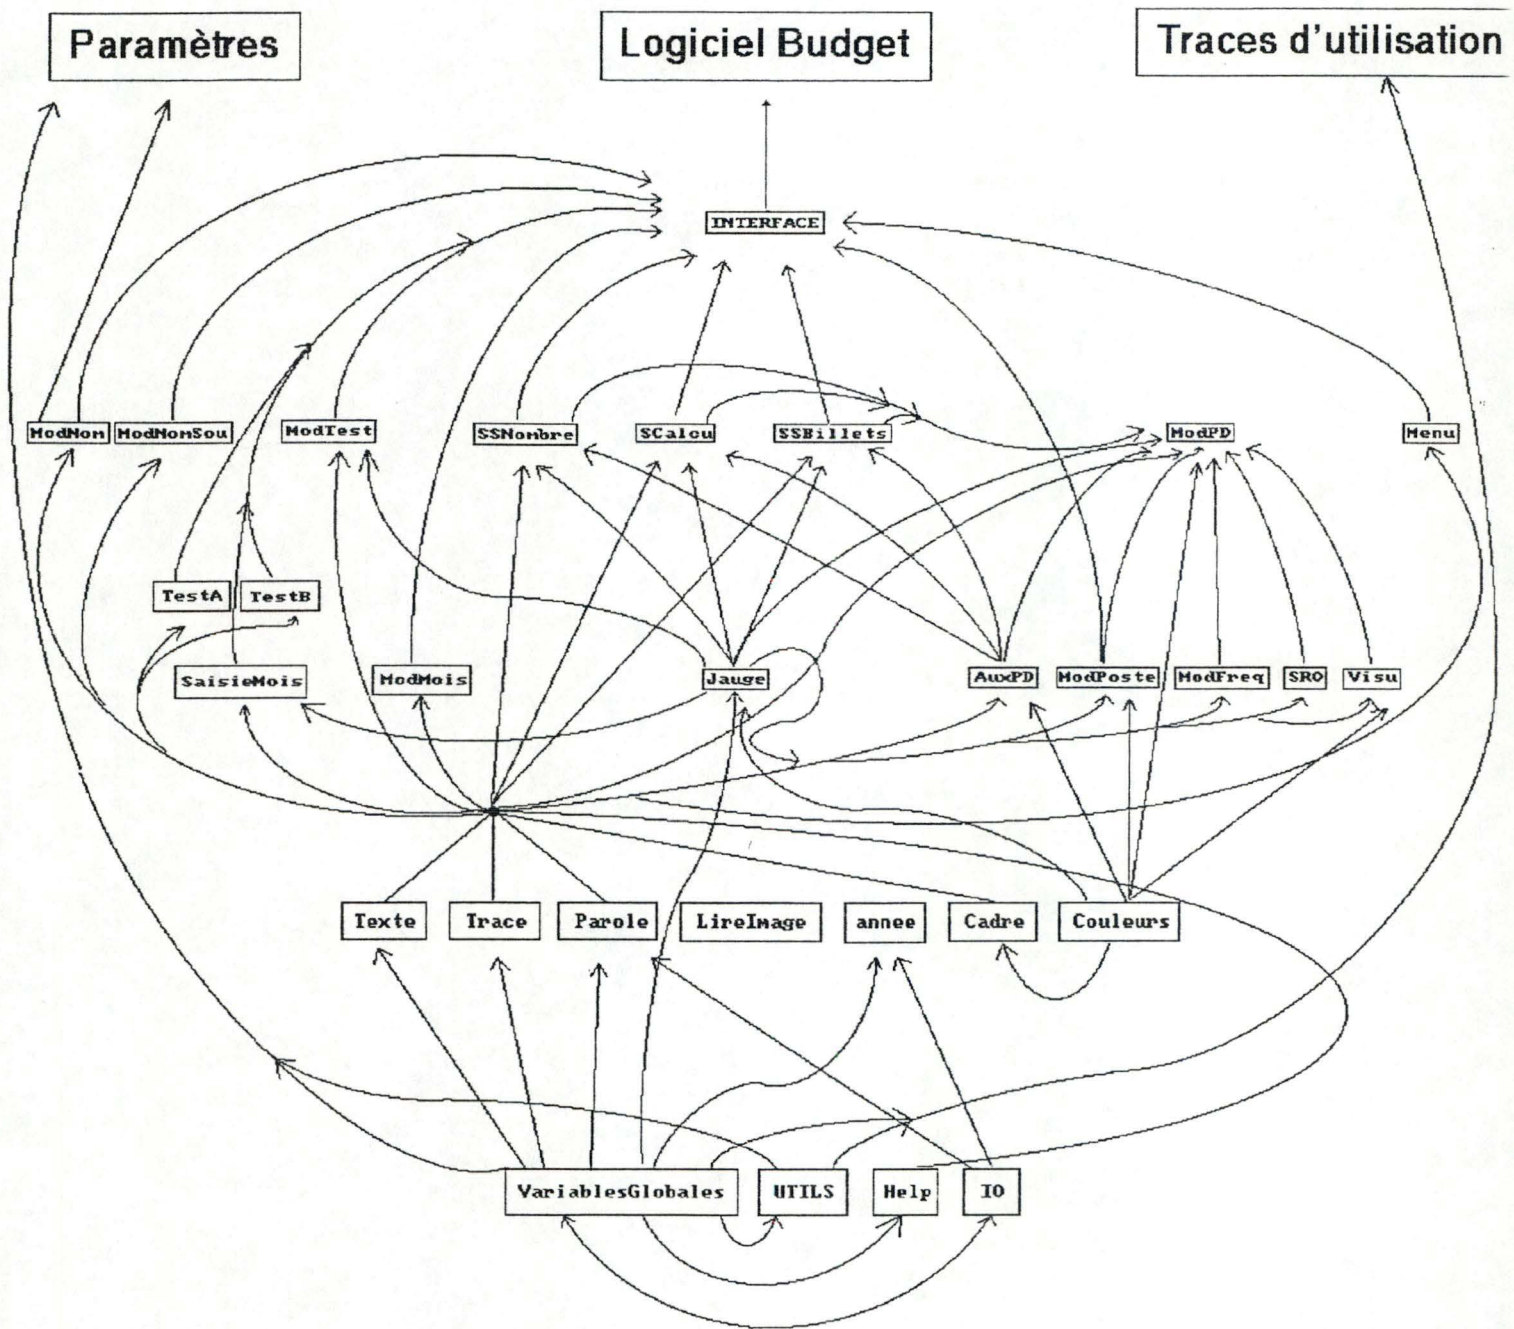 Paramètres
Logiciel Budget
Traces d'utilisation
INTERFACE
ModNom
ModNomSou
ModTest
SSNombre
SCalcu
SSBillets
ModPD
Menu
TestA
TestB
SaisieMois
ModMois
Jauge
AuxPD
ModPoste
ModFreq
SRO
Visu
Texte
Trace
Parole
LireImage
annee
Cadre
Couleurs
VariablesGlobales
UTILS
Help
IO